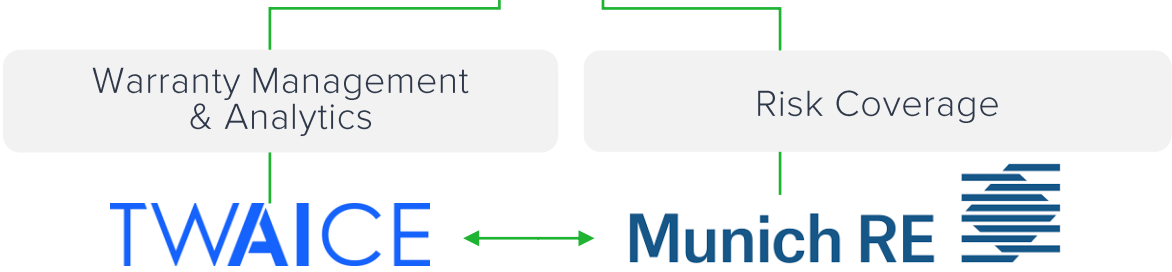 Warranty Management
& Analytics
Risk Coverage
TWAICE
Munich RE